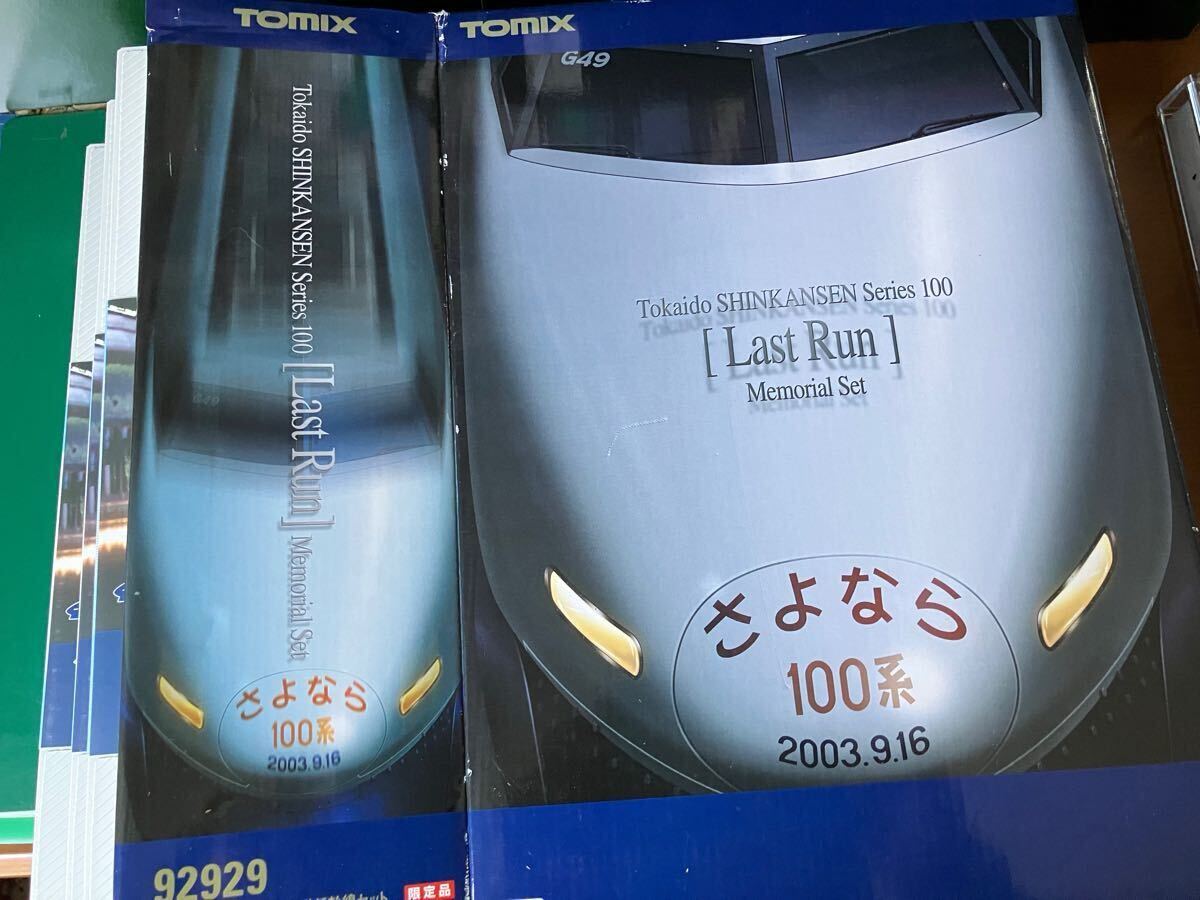 TOMIX
Tokaido SHINKANSEN Series 100 [Last Run] Memorial Set
さよなら
100系
2003.9.16
92929
限定品
TOMIX
G49
Tokaido SHINKANSEN Series 100
[ Last Run ]
Memorial Set
さよなら
100系
2003.9.16